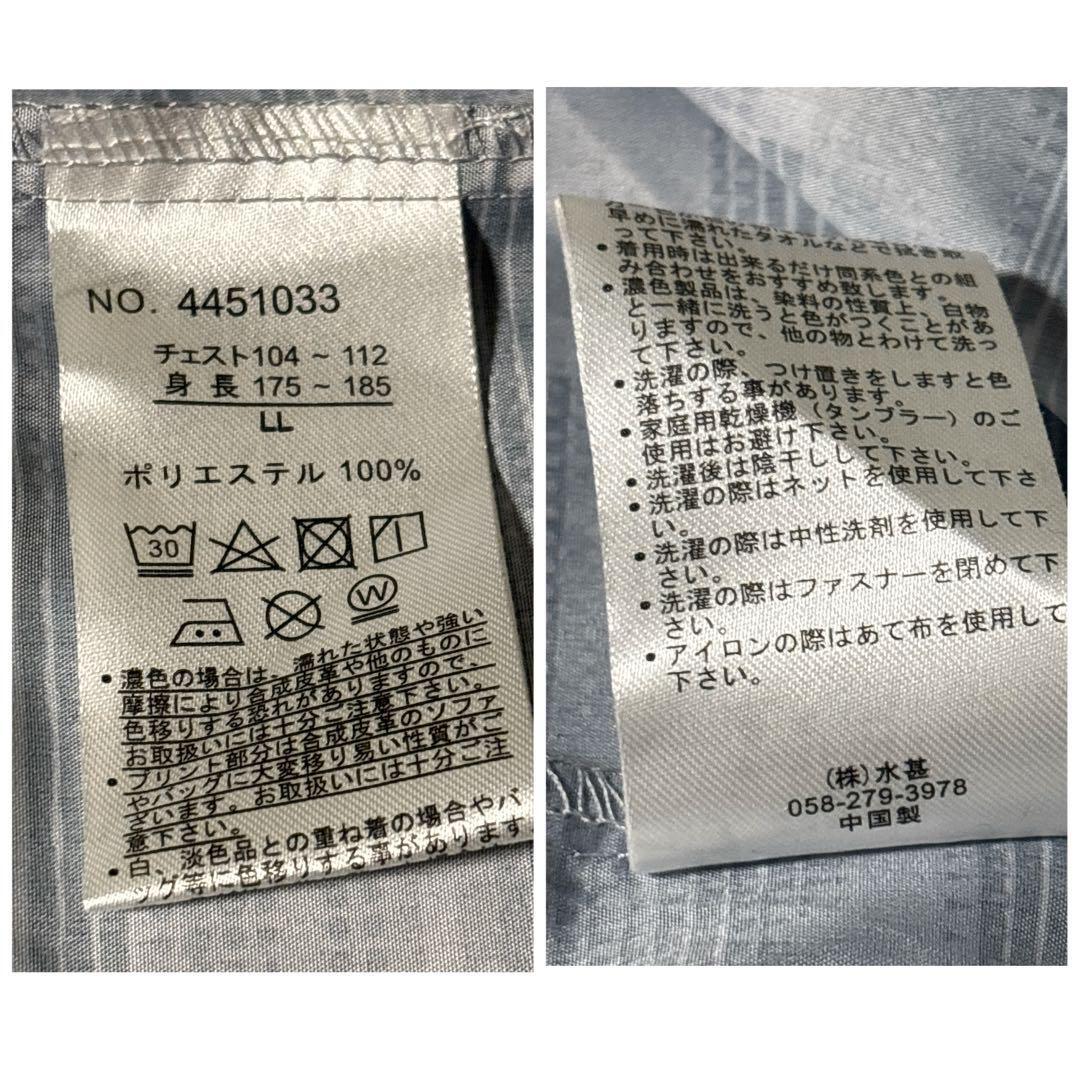 NO. 4451033
チェスト104 ~ 112
身 長 175 ~ 185
LL
ポリエステル 100%
30
W
・濃色の場合は、濡れた状態や強い
摩擦により合成皮革や他のものに
色移りする恐れがありますので、
お取扱いには十分ご注意下さい。
・プリント部分は合成皮革のソファ
やバッグに大変移り易い性質がご
ざいます。お取扱いには十分ご注
意下さい。
・白、淡色品との重ね着の場合やバ
ッグ等に色移りする事があります
早めに濡れたタオルなどで拭き取
って下さい。
・着用時は出来るだけ同系色との組
み合わせをおすすめ致します。
・濃色製品は、染料の性質上、白物
と一緒に洗うと色がつくことがあ
りますので、他の物とわけて洗っ
て下さい。
・洗濯の際、つけ置きをしますと色
落ちする事があります。
・家庭用乾燥機（タンブラー）のご
使用はお避け下さい。
・洗濯後は陰干しして下さい。
・洗濯の際はネットを使用して下さ
い。
・洗濯の際は中性洗剤を使用して下
さい。
・洗濯の際はファスナーを閉めて下
さい。
・アイロンの際はあて布を使用して
下さい。
(株)水甚
058-279-3978
中国製